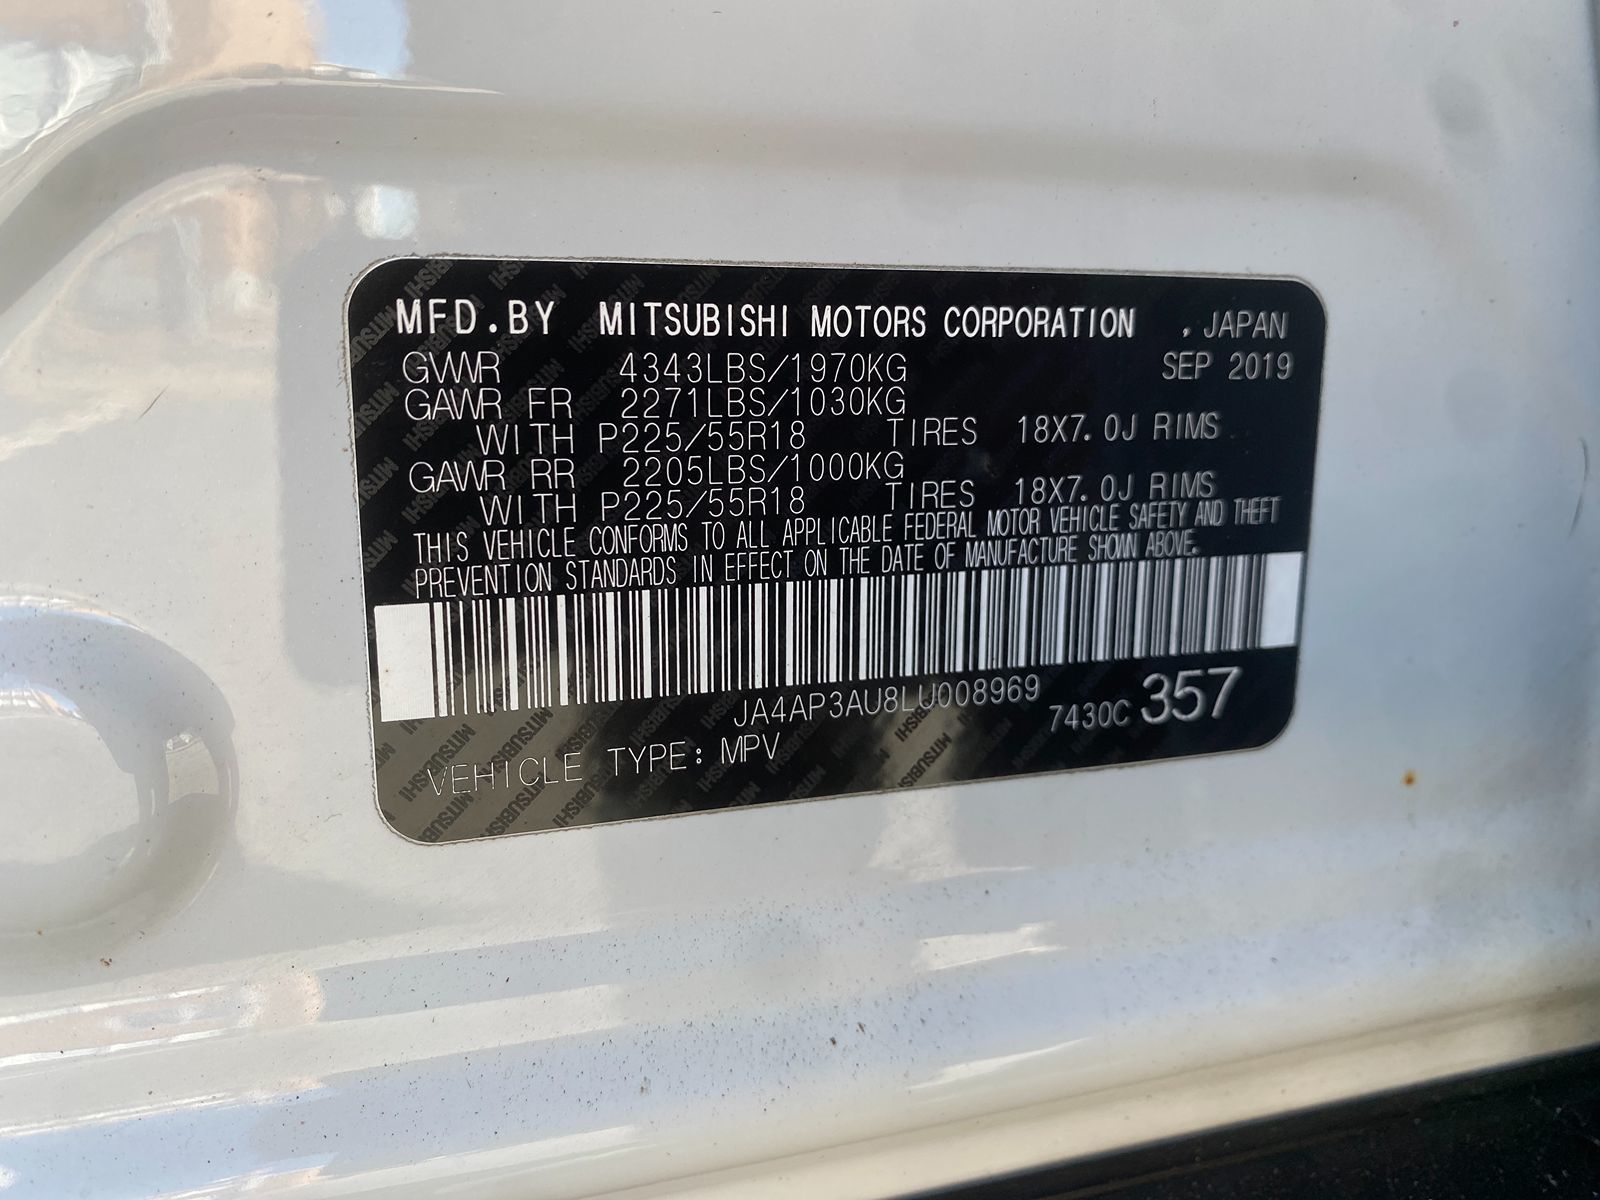 MFD.BY MITSUBISHI MOTORS CORPORATION , JAPAN
GVWR 4343LBS/1970KG SEP 2019
GAWR FR 2271LBS/1030KG
WITH P225/55R18 TIRES 18X7.0J RIMS
GAWR RR 2205LBS/1000KG
WITH P225/55R18 TIRES 18X7.0J RIMS
THIS VEHICLE CONFORMS TO ALL APPLICABLE FEDERAL MOTOR VEHICLE SAFETY AND THEFT
PREVENTION STANDARDS IN EFFECT ON THE DATE OF MANUFACTURE SHOWN ABOVE.
JA4AP3AU8LU008969 7430C 357
VEHICLE TYPE: MPV